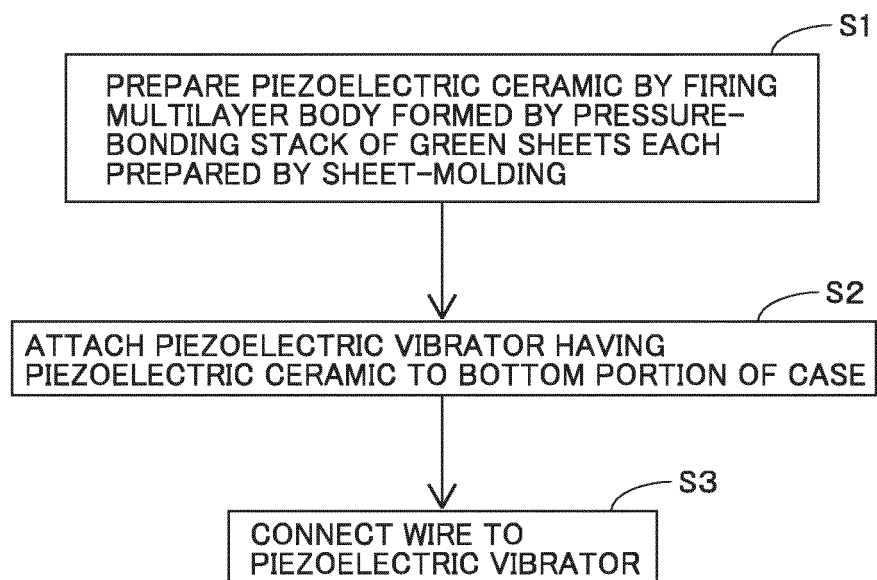 S1
PREPARE PIEZOELECTRIC CERAMIC BY FIRING
MULTILAYER BODY FORMED BY PRESSURE-
BONDING STACK OF GREEN SHEETS EACH
PREPARED BY SHEET-MOLDING
S2
ATTACH PIEZOELECTRIC VIBRATOR HAVING
PIEZOELECTRIC CERAMIC TO BOTTOM PORTION OF CASE
S3
CONNECT WIRE TO
PIEZOELECTRIC VIBRATOR